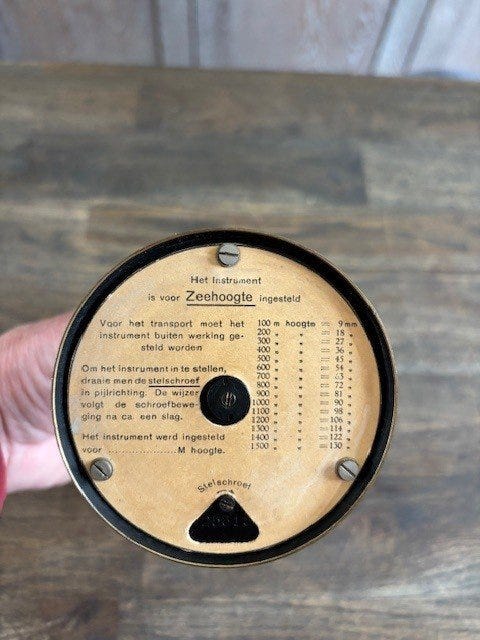 Het Instrument
is voor Zeehoogte ingesteld
Voor het transport moet het
instrument buiten werking ge-
steld worden
Om het instrument in te stellen,
draaie men de stelschroef
in pijlrichting. De wijzer
volgt de schroefbewe-
ging na ca. een slag.
Het instrument werd ingesteld
voor .................. M hoogte.
100 m hoogte = 9 mm
200 " " = 18 "
300 " " = 27 "
400 " " = 36 "
500 " " = 45 "
600 " " = 54 "
700 " " = 63 "
800 " " = 72 "
900 " " = 81 "
1000 " " = 90 "
1100 " " = 98 "
1200 " " = 106 "
1300 " " = 114 "
1400 " " = 122 "
1500 " " = 130 "
Stelschroef